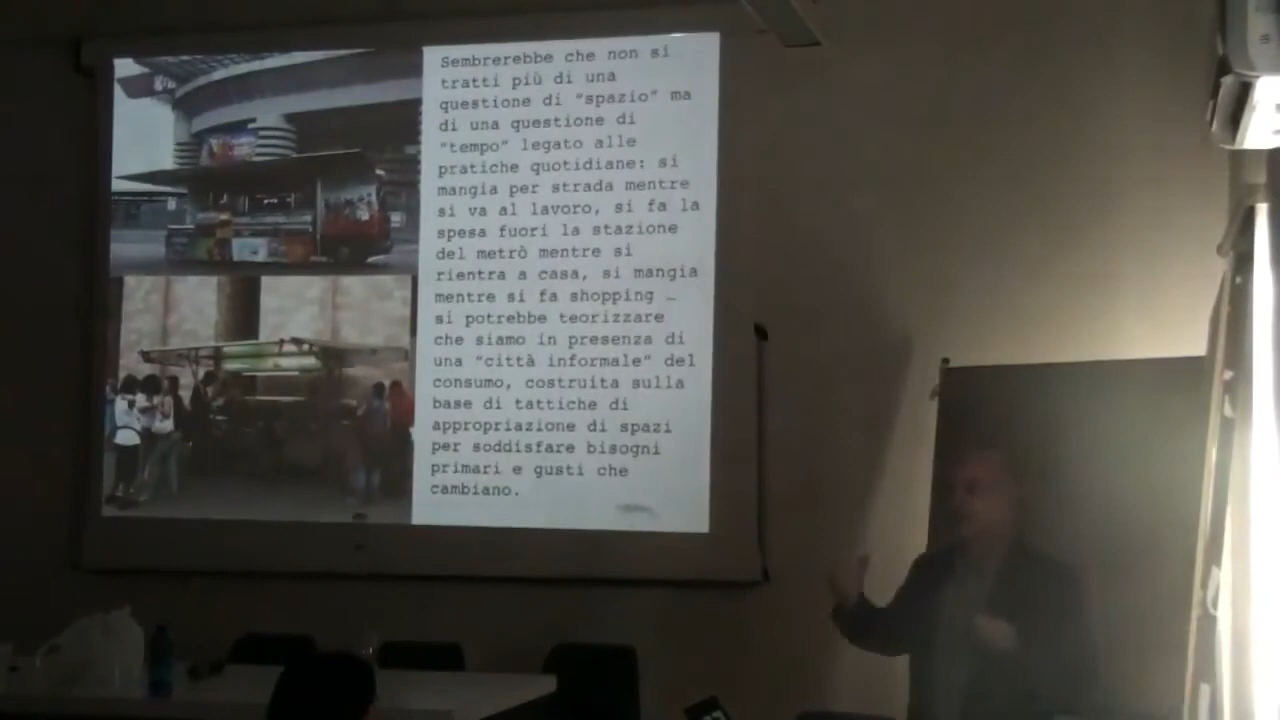 Sembrerebbe che non si
tratti più di una
questione di “spazio” ma
di una questione di
“tempo” legato alle
pratiche quotidiane: si
mangia per strada mentre
si va al lavoro, si fa la
spesa fuori la stazione
del metrò mentre si
rientra a casa, si mangia
mentre si fa shopping …
si potrebbe teorizzare
che siamo in presenza di
una “città informale” del
consumo, costruita sulla
base di tattiche di
appropriazione di spazi
per soddisfare bisogni
primari e gusti che
cambiano.